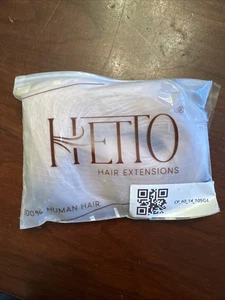 HETTO
®
HAIR EXTENSIONS
100% HUMAN HAIR